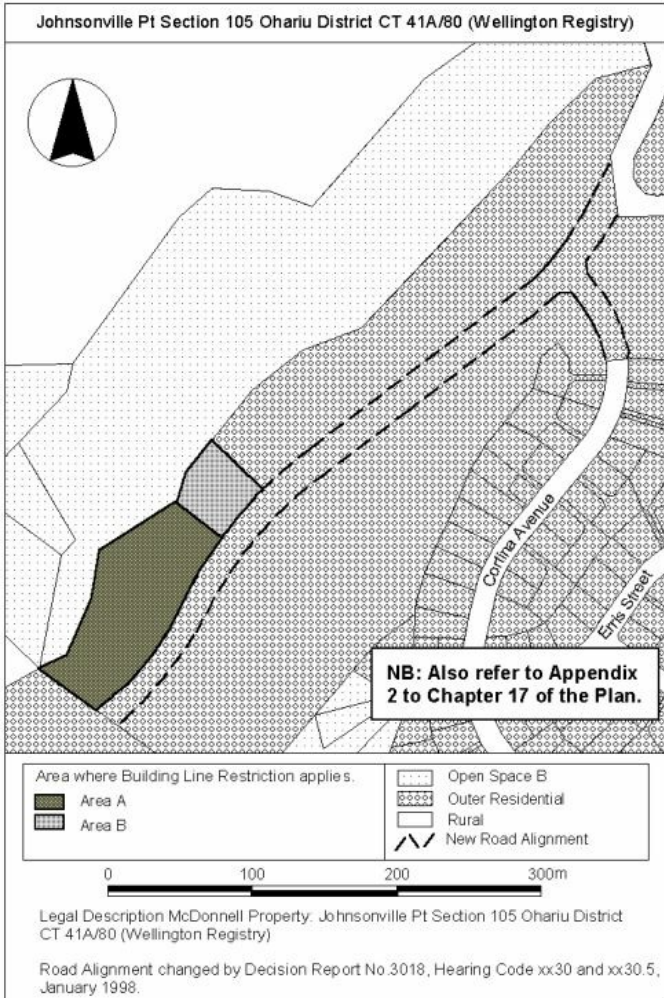 Johnsonville Pt Section 105 Ohariu District CT 41A/80 (Wellington Registry)
Cortina Avenue
Erris Street
NB: Also refer to Appendix
2 to Chapter 17 of the Plan.
Area where Building Line Restriction applies.
Area A
Area B
Open Space B
Outer Residential
Rural
New Road Alignment
0 100 200 300m
Legal Description McDonnell Property: Johnsonville Pt Section 105 Ohariu District
CT 41A/80 (Wellington Registry)
Road Alignment changed by Decision Report No.3018, Hearing Code xx30 and xx30.5,
January 1998.